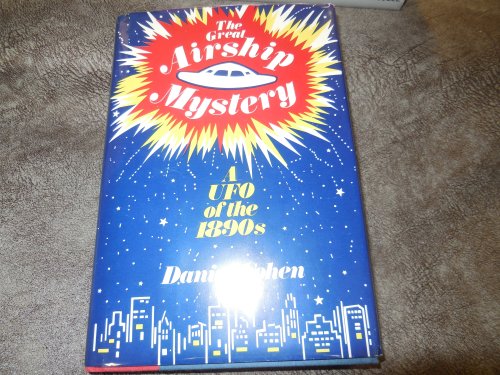 The
Great
Airship
Mystery
A
UFO
of the
1890s